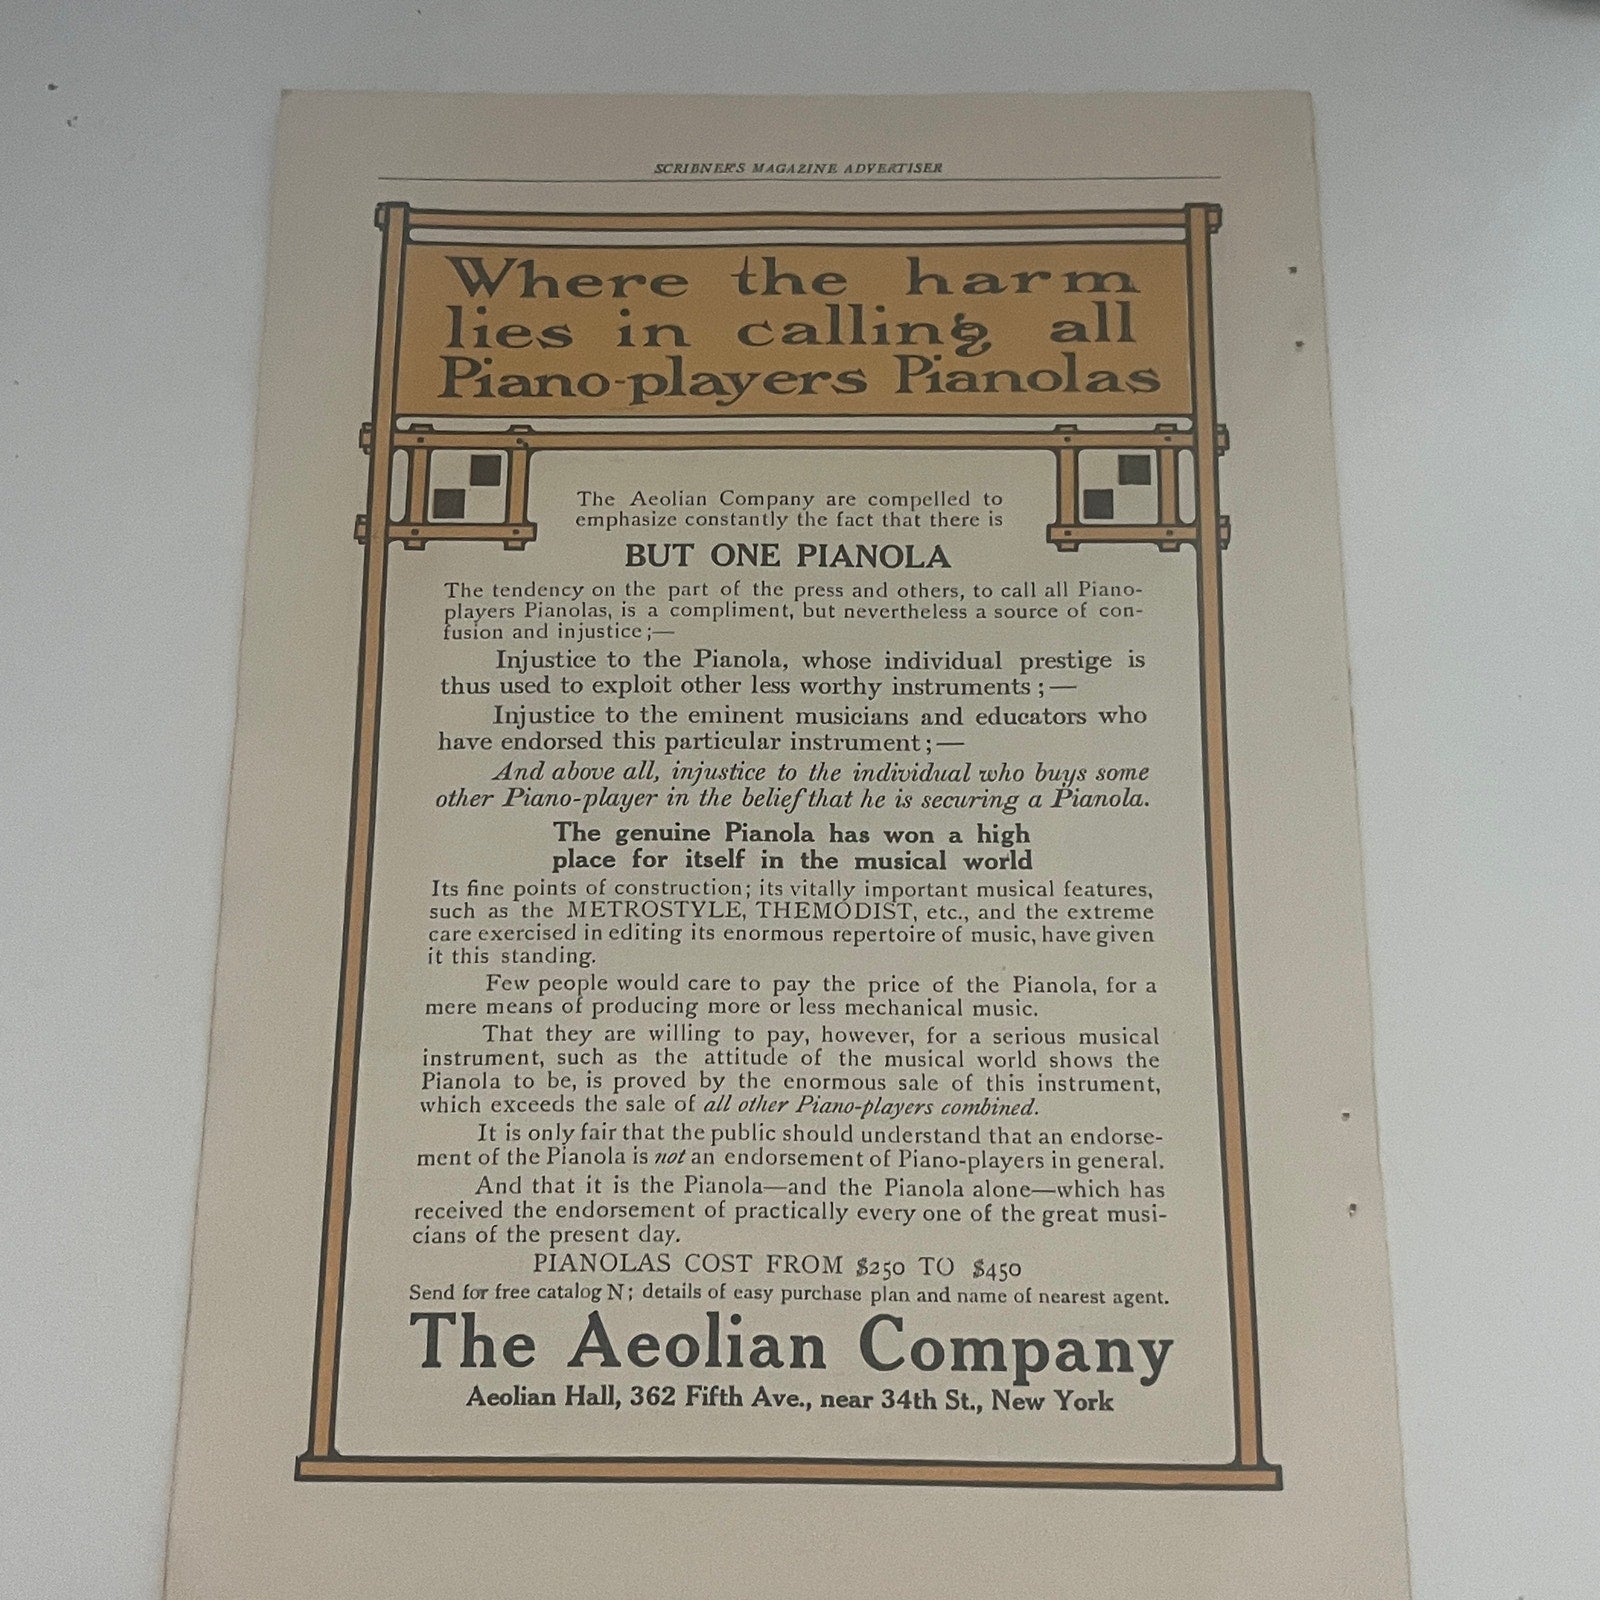 SCRIBNER'S MAGAZINE ADVERTISER
Where the harm
lies in calling all
Piano-players Pianolas
The Aeolian Company are compelled to
emphasize constantly the fact that there is
BUT ONE PIANOLA
The tendency on the part of the press and others, to call all Piano-
players Pianolas, is a compliment, but nevertheless a source of con-
fusion and injustice;—
Injustice to the Pianola, whose individual prestige is
thus used to exploit other less worthy instruments;—
Injustice to the eminent musicians and educators who
have endorsed this particular instrument;—
And above all, injustice to the individual who buys some
other Piano-player in the belief that he is securing a Pianola.
The genuine Pianola has won a high
place for itself in the musical world
Its fine points of construction; its vitally important musical features,
such as the METROSTYLE, THEMODIST, etc., and the extreme
care exercised in editing its enormous repertoire of music, have given
it this standing.
Few people would care to pay the price of the Pianola, for a
mere means of producing more or less mechanical music.
That they are willing to pay, however, for a serious musical
instrument, such as the attitude of the musical world shows the
Pianola to be, is proved by the enormous sale of this instrument,
which exceeds the sale of all other Piano-players combined.
It is only fair that the public should understand that an endorse-
ment of the Pianola is not an endorsement of Piano-players in general.
And that it is the Pianola—and the Pianola alone—which has
received the endorsement of practically every one of the great musi-
cians of the present day.
PIANOLAS COST FROM $250 TO $450
Send for free catalog N; details of easy purchase plan and name of nearest agent.
The Aeolian Company
Aeolian Hall, 362 Fifth Ave., near 34th St., New York